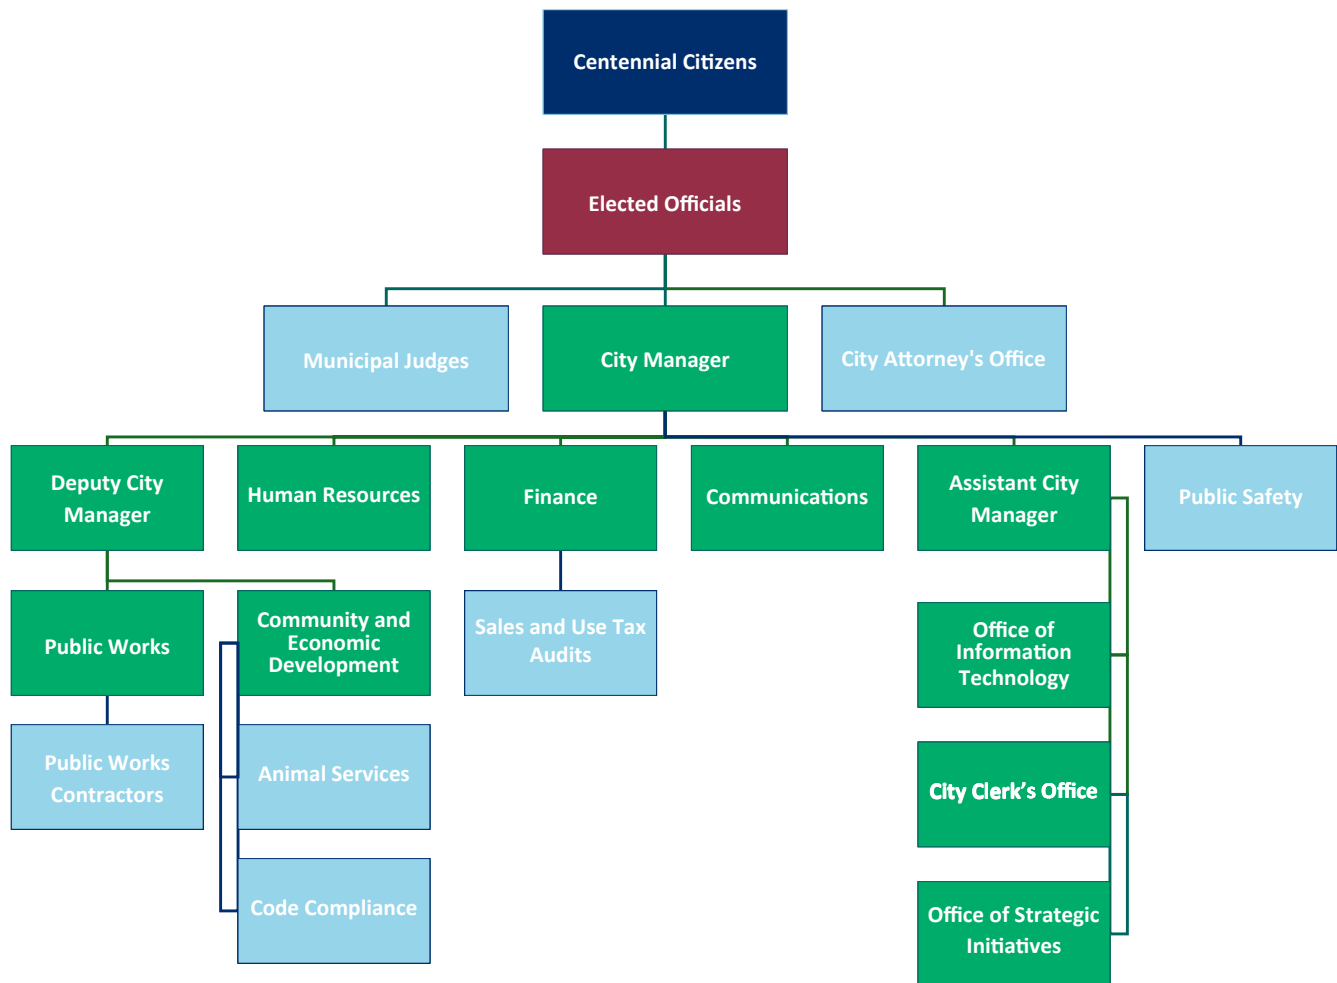 Centennial Citizens
Elected Officials
Municipal Judges
City Manager
City Attorney's Office
Deputy City
Manager
Human Resources
Finance
Communications
Assistant City
Manager
Public Safety
Public Works
Community and
Economic
Development
Sales and Use Tax
Audits
Office of
Information
Technology
Public Works
Contractors
Animal Services
City Clerk's Office
Code Compliance
Office of Strategic
Initiatives